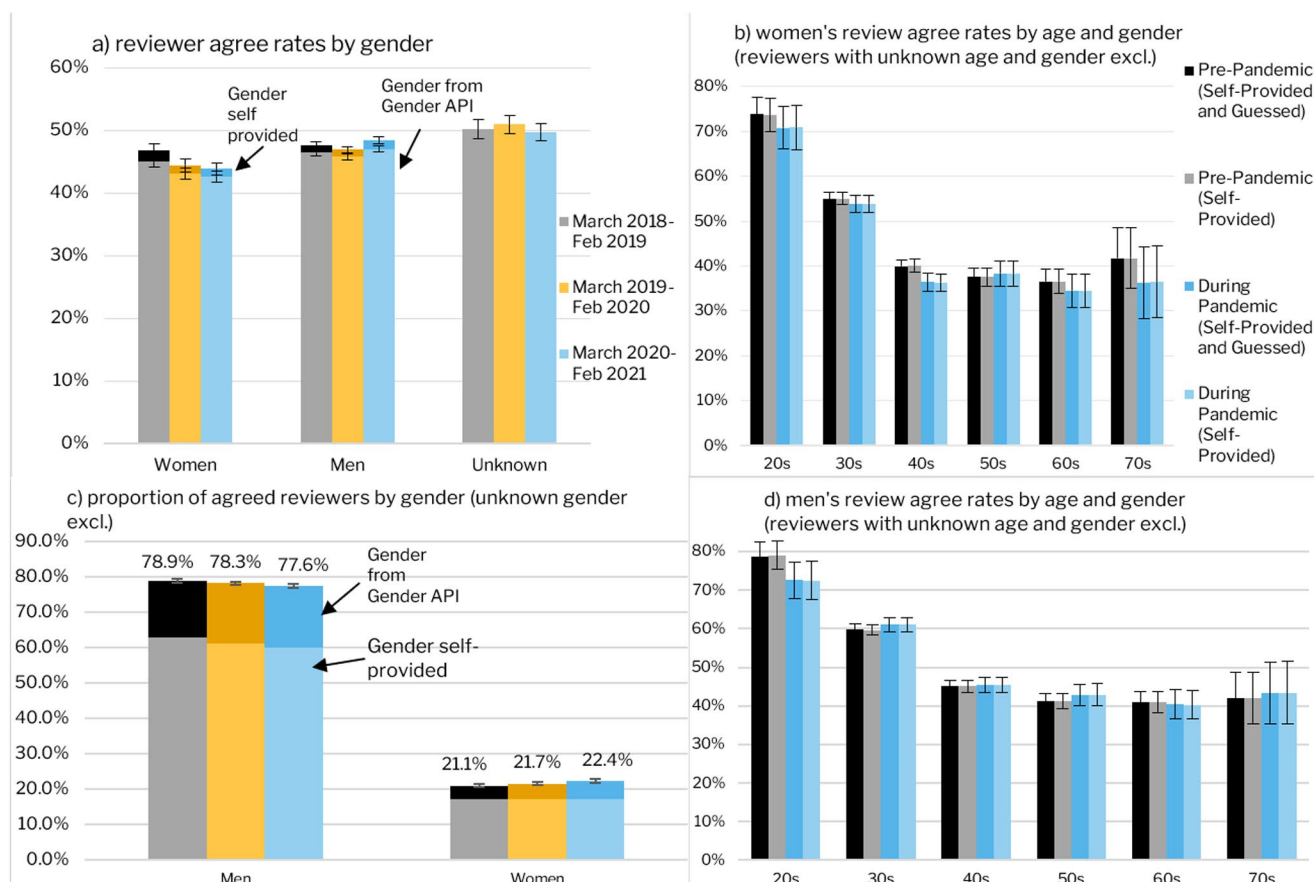 a) reviewer agree rates by gender
60%
50%
40%
30%
20%
10%
0%
Gender
self
provided
Gender from
Gender API
March 2018-
Feb 2019
March 2019-
Feb 2020
March 2020-
Feb 2021
Women
Men
Unknown
b) women's review agree rates by age and gender
(reviewers with unknown age and gender excl.)
80%
70%
60%
50%
40%
30%
20%
10%
0%
20s
30s
40s
50s
60s
70s
Pre-Pandemic
(Self-Provided
and Guessed)
Pre-Pandemic
(Self-
Provided)
During
Pandemic
(Self-Provided
and Guessed)
During
Pandemic
(Self-
Provided)
c) proportion of agreed reviewers by gender (unknown gender
excl.)
90.0%
80.0%
70.0%
60.0%
50.0%
40.0%
30.0%
20.0%
10.0%
0.0%
78.9%
78.3%
77.6%
Gender
from
Gender API
Gender self-
provided
21.1%
21.7%
22.4%
Men
Women
d) men's review agree rates by age and gender
(reviewers with unknown age and gender excl.)
80%
70%
60%
50%
40%
30%
20%
10%
0%
20s
30s
40s
50s
60s
70s